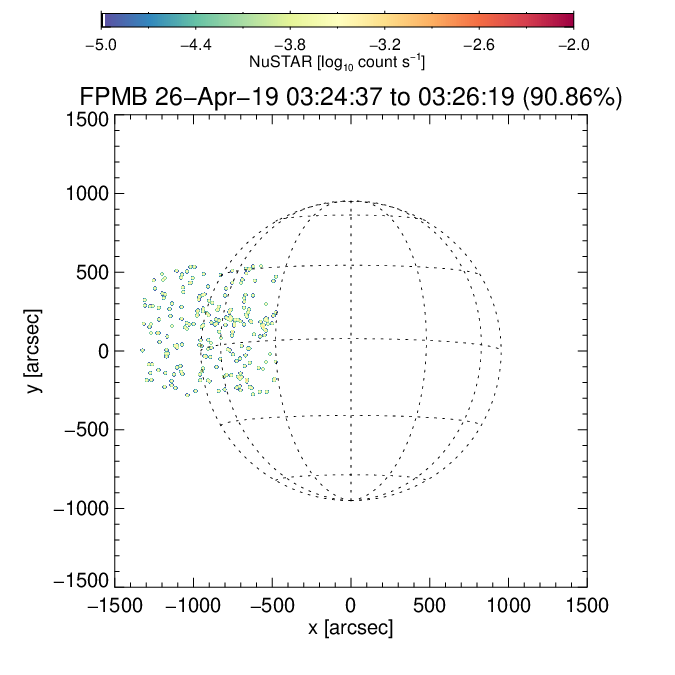 −5.0 −4.4 −3.8 −3.2 −2.6 −2.0
NuSTAR [log₁₀ count s⁻¹]
FPMB 26−Apr−19 03:24:37 to 03:26:19 (90.86%)
1500
1000
500
0
−500
−1000
−1500
y [arcsec]
−1500 −1000 −500 0 500 1000 1500
x [arcsec]